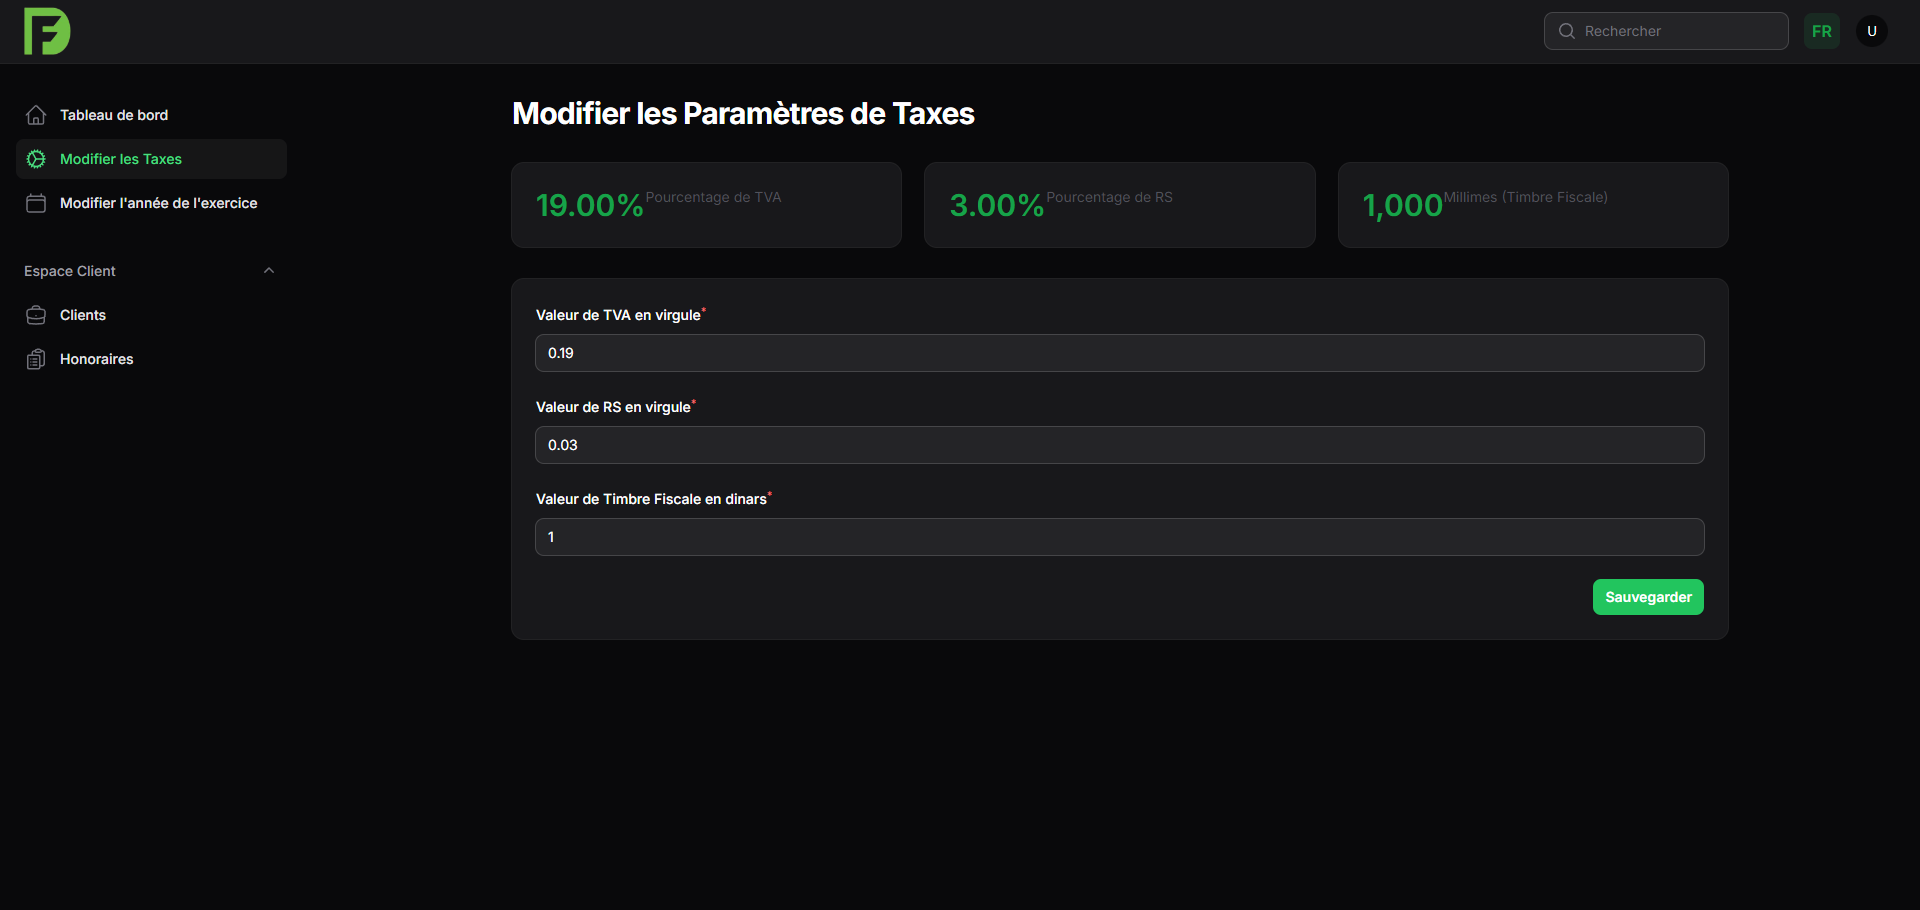 Rechercher
FR
U
Tableau de bord
Modifier les Taxes
Modifier l'année de l'exercice
Espace Client
Clients
Honoraires
Modifier les Paramètres de Taxes
19.00% Pourcentage de TVA
3.00% Pourcentage de RS
1,000 Millimes (Timbre Fiscale)
Valeur de TVA en virgule*
0.19
Valeur de RS en virgule*
0.03
Valeur de Timbre Fiscale en dinars*
1
Sauvegarder